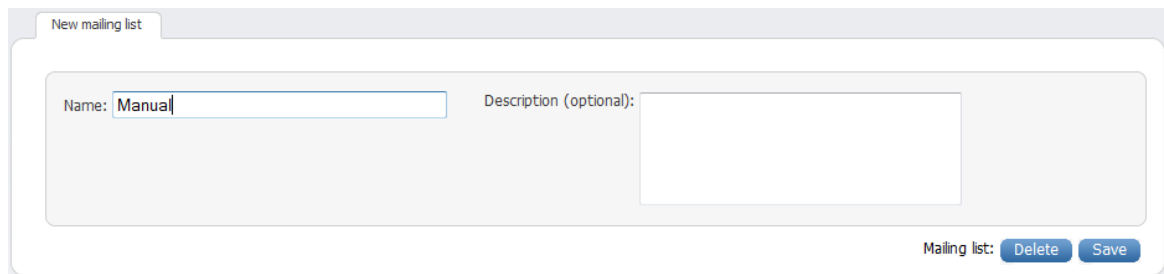 New mailing list
Name: Manual Description (optional):
Mailing list: Delete Save